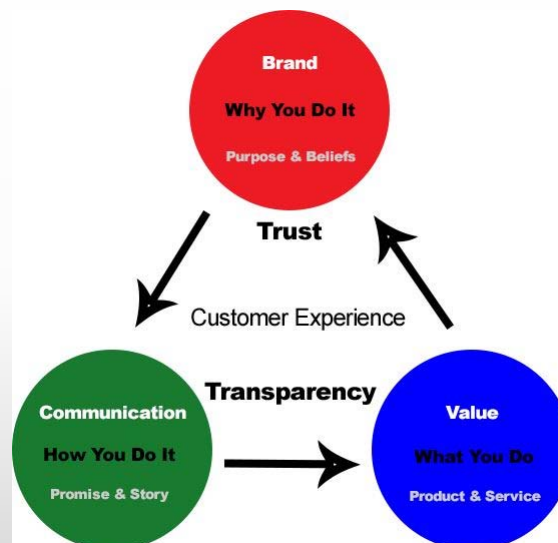 Brand
Why You Do It
Purpose & Beliefs
Trust
Customer Experience
Transparency
Communication
How You Do It
Promise & Story
Value
What You Do
Product & Service